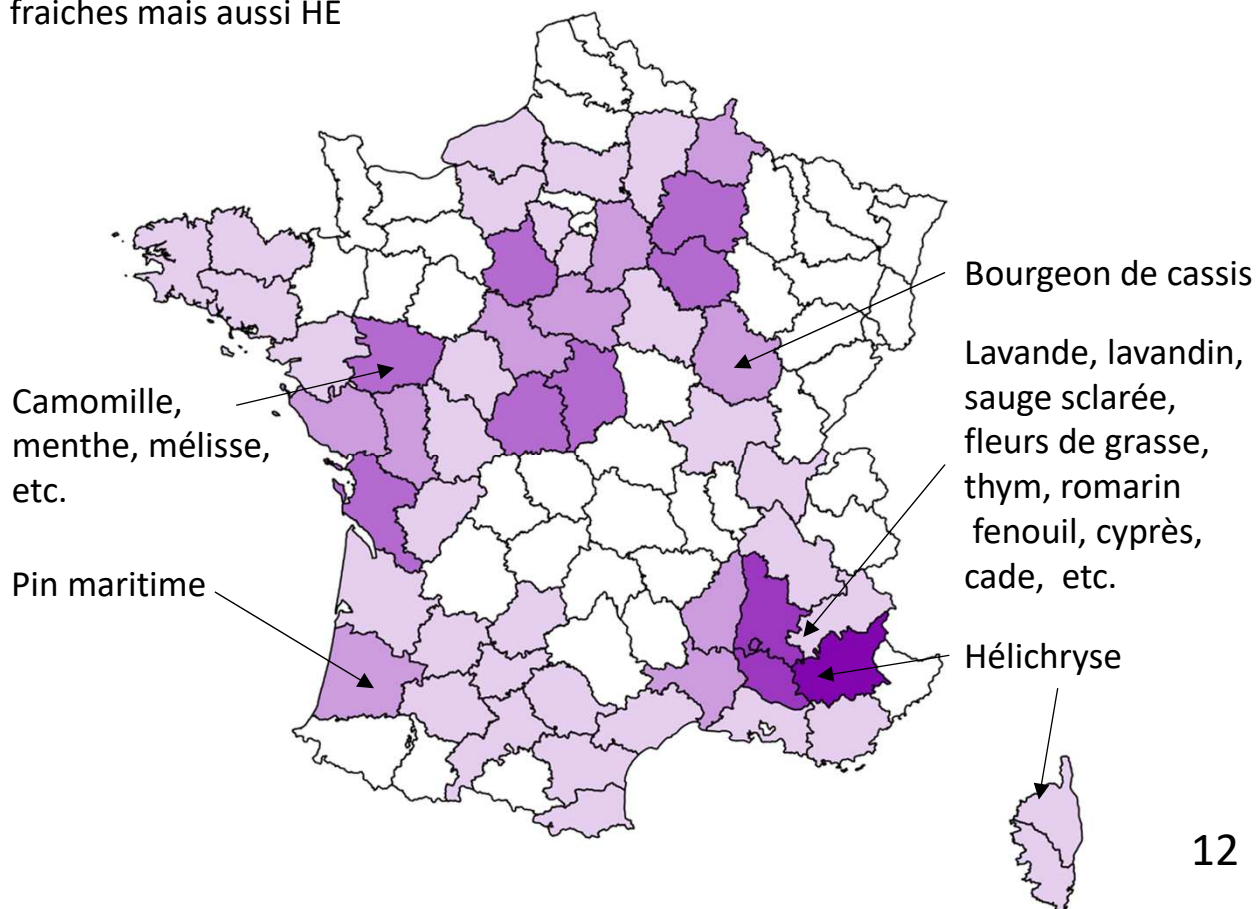 fraiches mais aussi HE
Bourgeon de cassis
Lavande, lavandin,
sauge sclarée,
fleurs de grasse,
thym, romarin
fenouil, cyprès,
cade, etc.
Camomille,
menthe, mélisse,
etc.
Pin maritime
Hélichryse
12